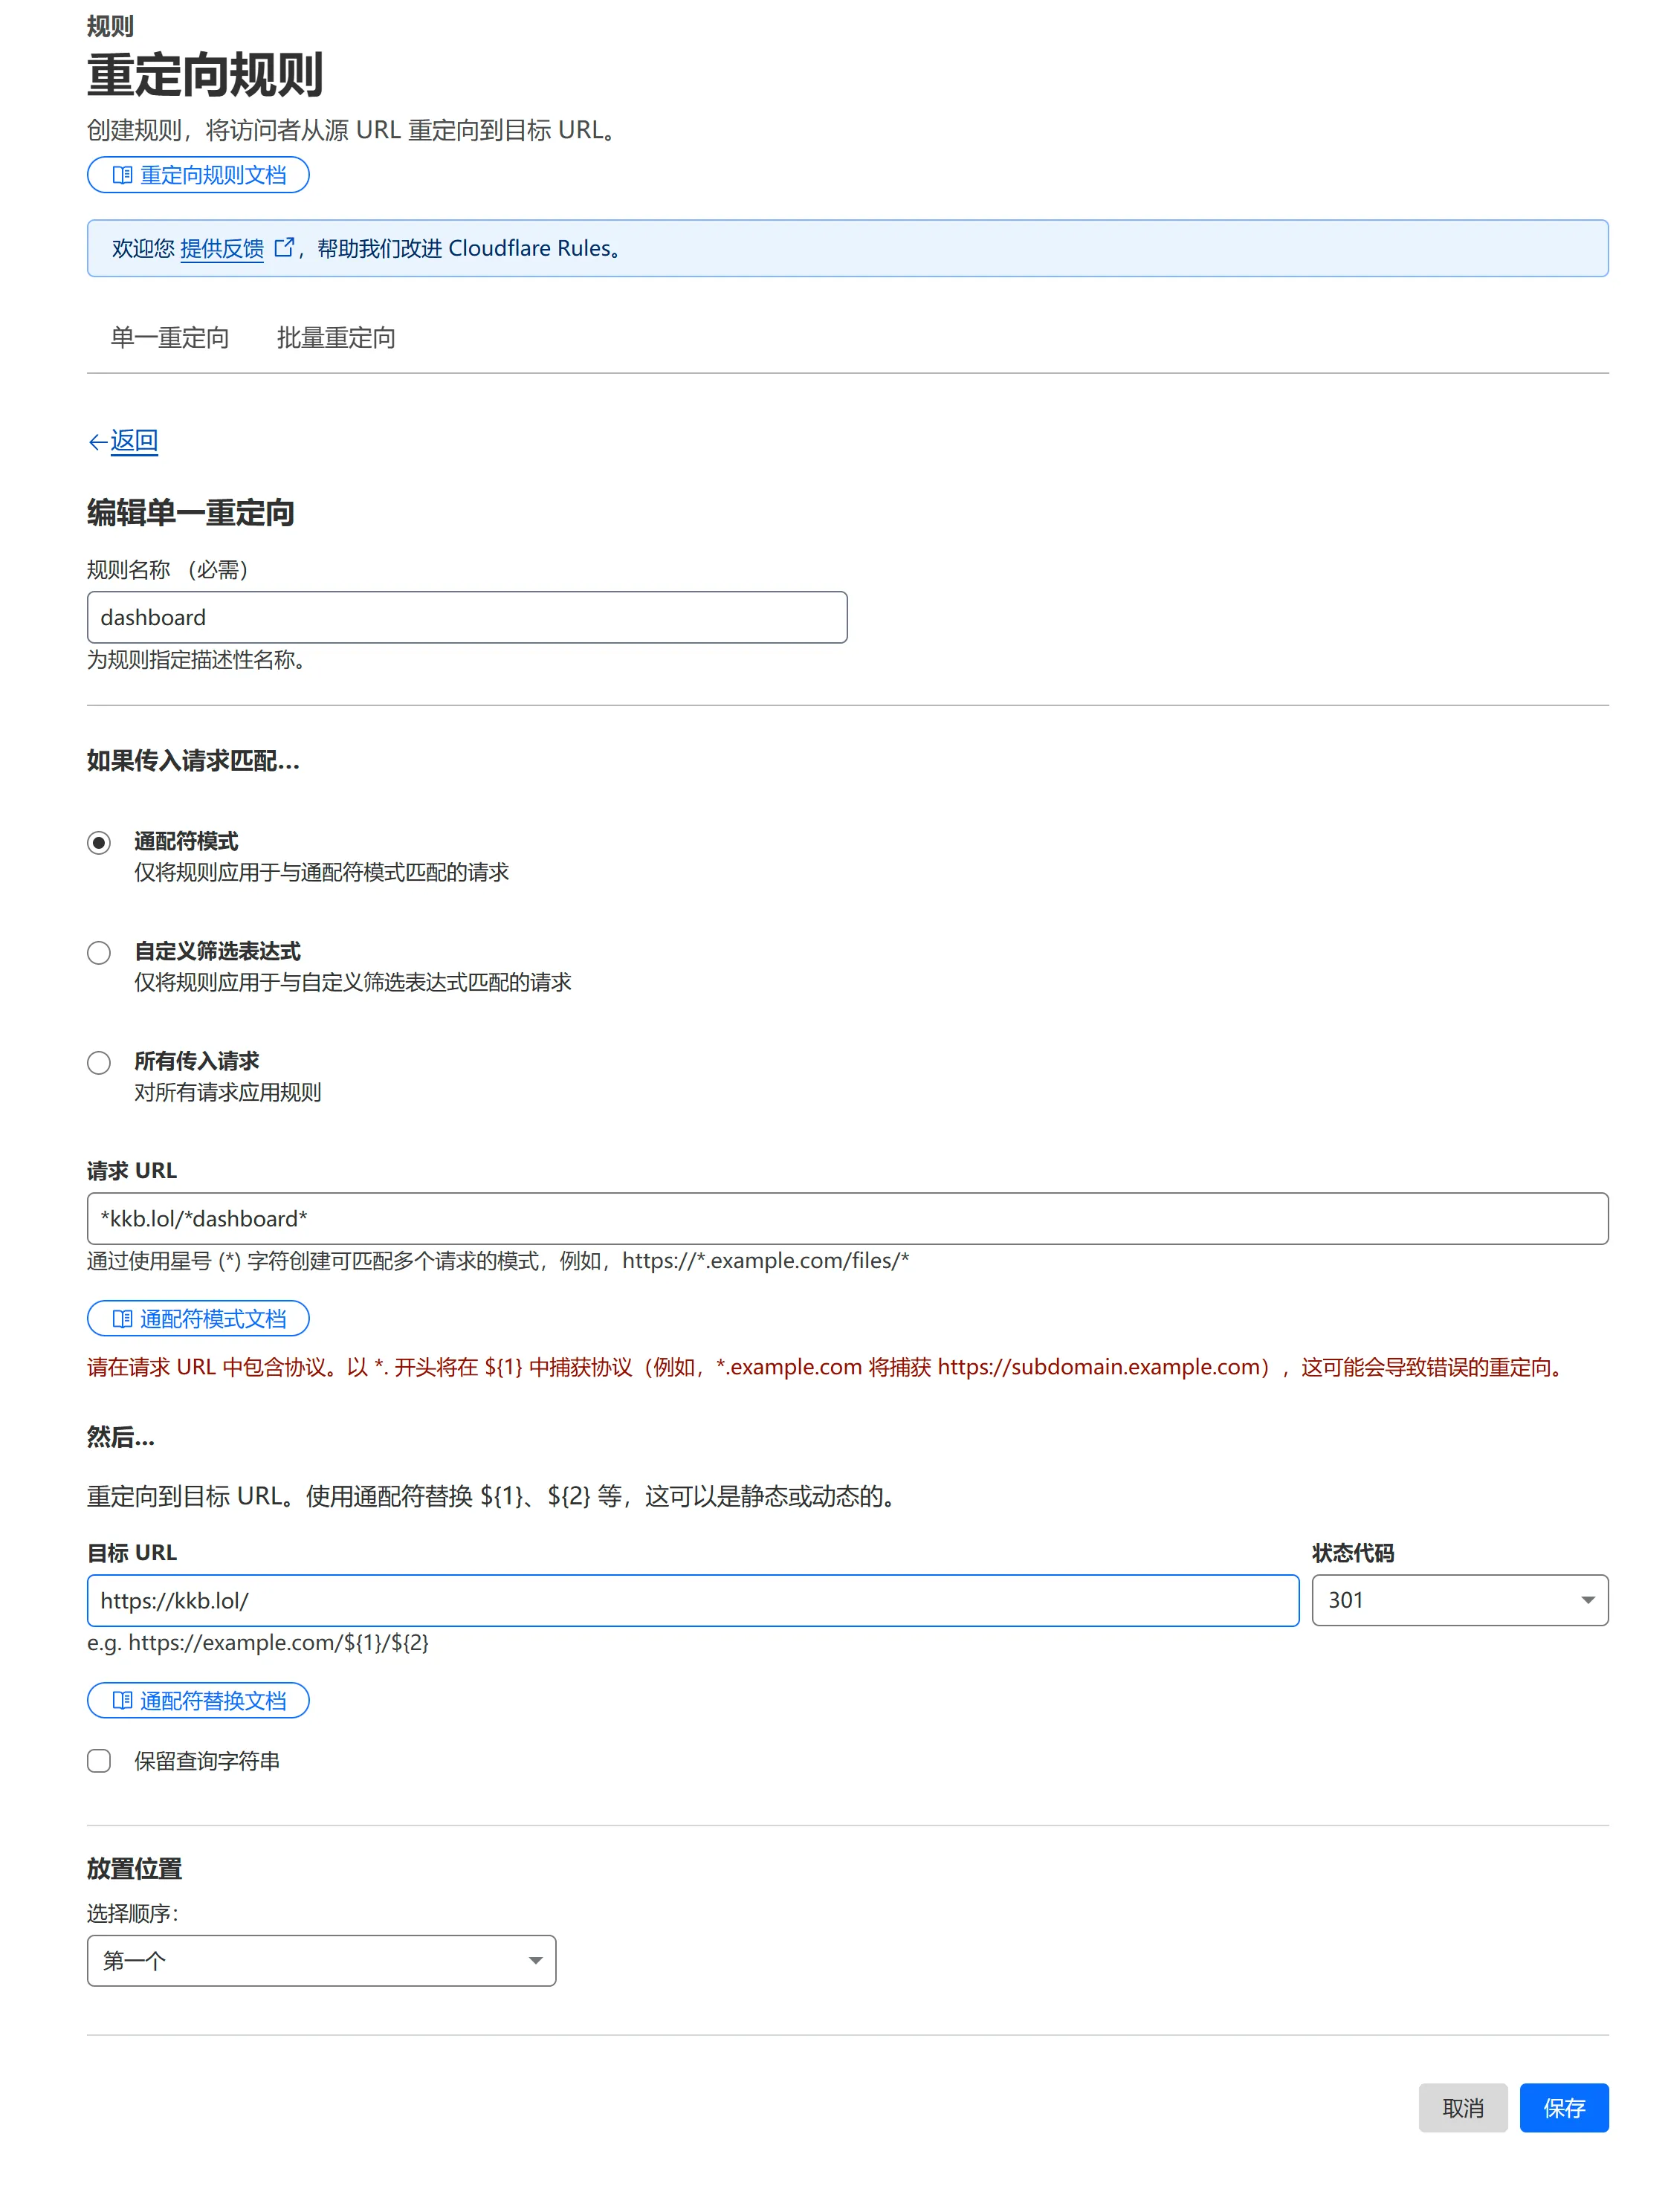 规则
重定向规则
创建规则，将访问者从源 URL 重定向到目标 URL。
重定向规则文档
欢迎您 提供反馈，帮助我们改进 Cloudflare Rules。
单一重定向 批量重定向
返回
编辑单一重定向
规则名称 （必需）
dashboard
为规则指定描述性名称。
如果传入请求匹配...
通配符模式
仅将规则应用于与通配符模式匹配的请求
自定义筛选表达式
仅将规则应用于与自定义筛选表达式匹配的请求
所有传入请求
对所有请求应用规则
请求 URL
*kkb.lol/*dashboard*
通过使用星号 (*) 字符创建可匹配多个请求的模式，例如，https://*.example.com/files/*
通配符模式文档
请在请求 URL 中包含协议。以 *. 开头将在 ${1} 中捕获协议（例如，*.example.com 将捕获 https://subdomain.example.com），这可能会导致错误的重定向。
然后...
重定向到目标 URL。使用通配符替换 ${1}、${2} 等，这可以是静态或动态的。
目标 URL 状态代码
https://kkb.lol/ 301
e.g. https://example.com/${1}/${2}
通配符替换文档
保留查询字符串
放置位置
选择顺序：
第一个
取消 保存